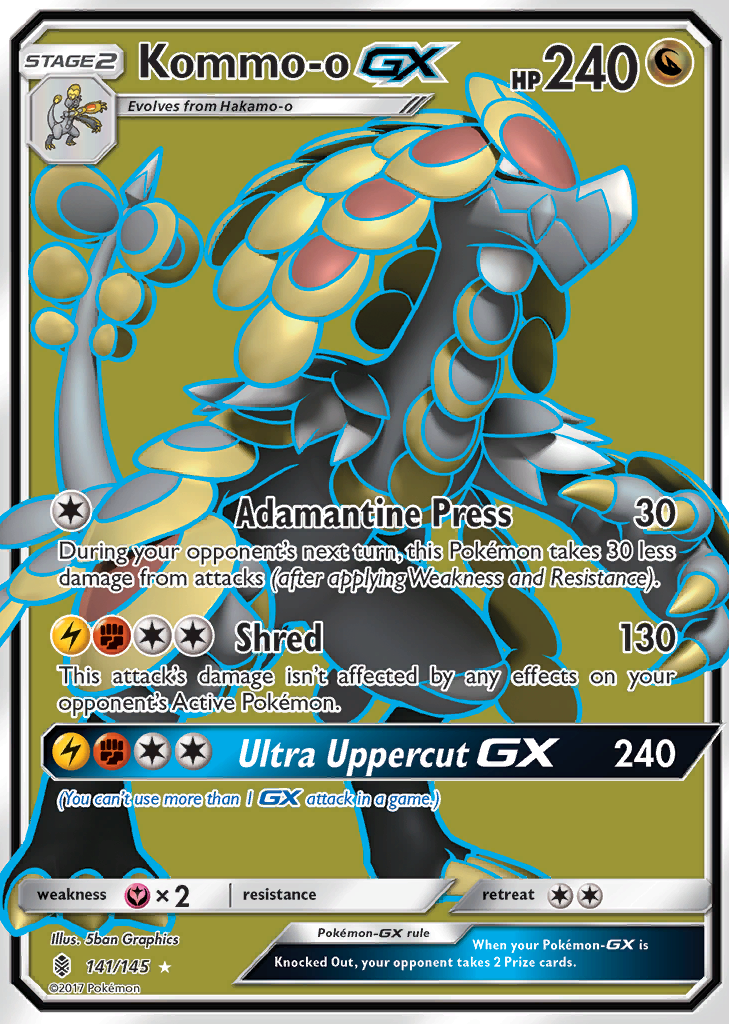 STAGE 2 Kommo-o GX HP 240
Evolves from Hakamo-o
Adamantine Press 30
During your opponent's next turn, this Pokémon takes 30 less
damage from attacks (after applying Weakness and Resistance).
Shred 130
This attack's damage isn't affected by any effects on your
opponent's Active Pokémon.
Ultra Uppercut GX 240
(You can't use more than 1 GX attack in a game.)
weakness × 2 resistance retreat
Illus. 5ban Graphics
Pokémon-GX rule
When your Pokémon-GX is
Knocked Out, your opponent takes 2 Prize cards.
141/145
©2017 Pokémon